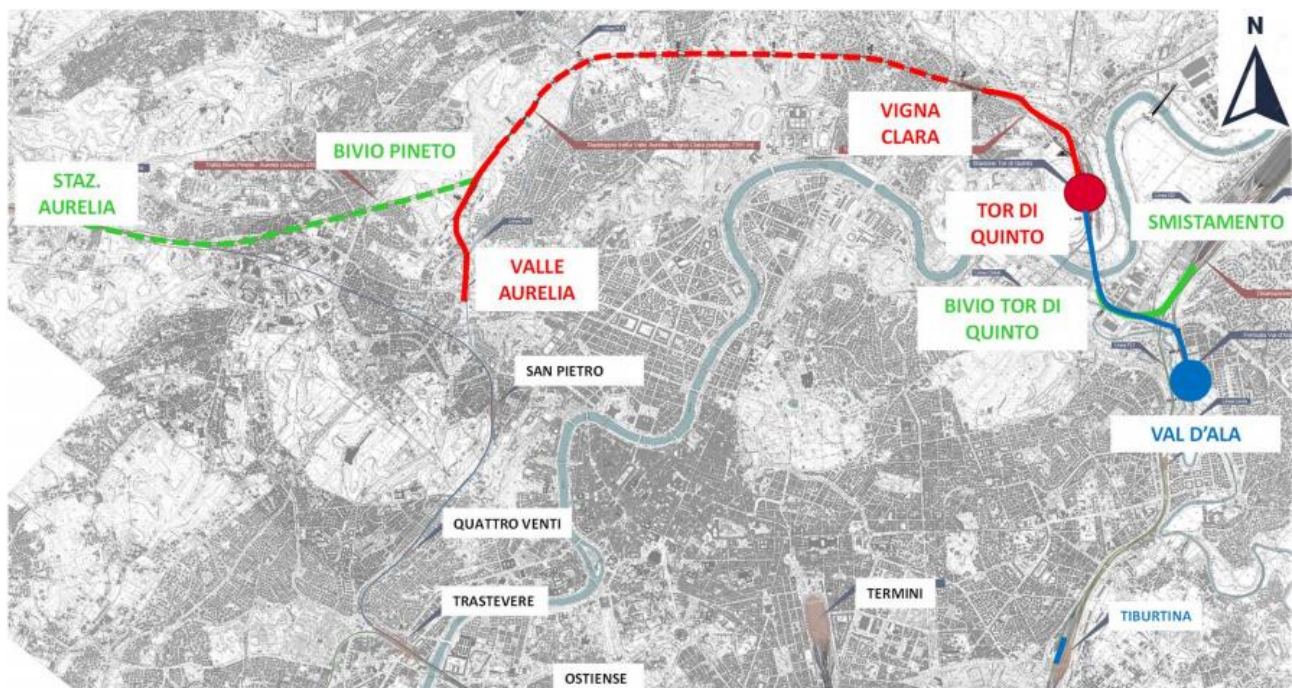 N
VIGNA
CLARA
BIVIO PINETO
STAZ.
AURELIA
TOR DI
QUINTO
SMISTAMENTO
VALLE
AURELIA
BIVIO TOR DI
QUINTO
SAN PIETRO
VAL D'ALA
QUATTRO VENTI
TRASTEVERE
TERMINI
TIBURTINA
OSTIENSE